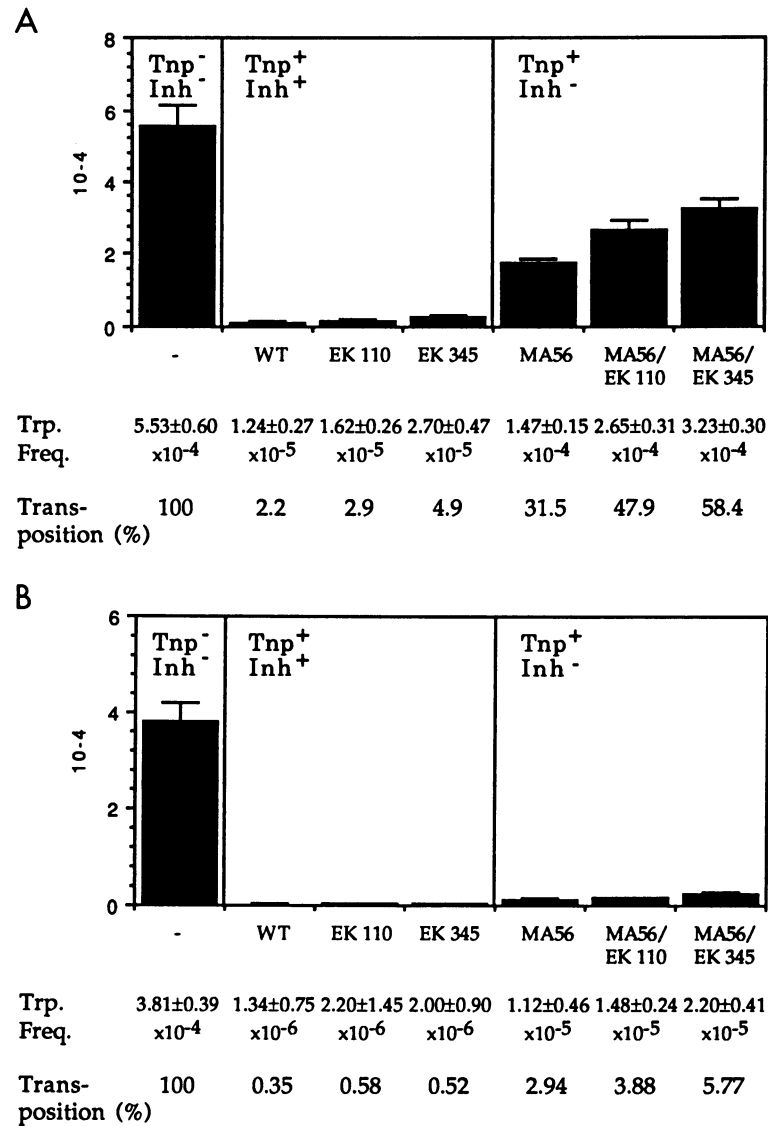 A
8
6
4
2
0
10-4
Tnp- Tnp+ Tnp+
Inh- Inh+ Inh-
- WT EK 110 EK 345 MA56 MA56/ MA56/
EK 110 EK 345
Trp. 5.53±0.60 1.24±0.27 1.62±0.26 2.70±0.47 1.47±0.15 2.65±0.31 3.23±0.30
Freq. x10-4 x10-5 x10-5 x10-5 x10-4 x10-4 x10-4
Trans- 100 2.2 2.9 4.9 31.5 47.9 58.4
position (%)
B
6
4
2
0
10-4
Tnp- Tnp+ Tnp+
Inh- Inh+ Inh-
- WT EK 110 EK 345 MA56 MA56/ MA56/
EK 110 EK 345
Trp. 3.81±0.39 1.34±0.75 2.20±1.45 2.00±0.90 1.12±0.46 1.48±0.24 2.20±0.41
Freq. x10-4 x10-6 x10-6 x10-6 x10-5 x10-5 x10-5
Trans- 100 0.35 0.58 0.52 2.94 3.88 5.77
position (%)